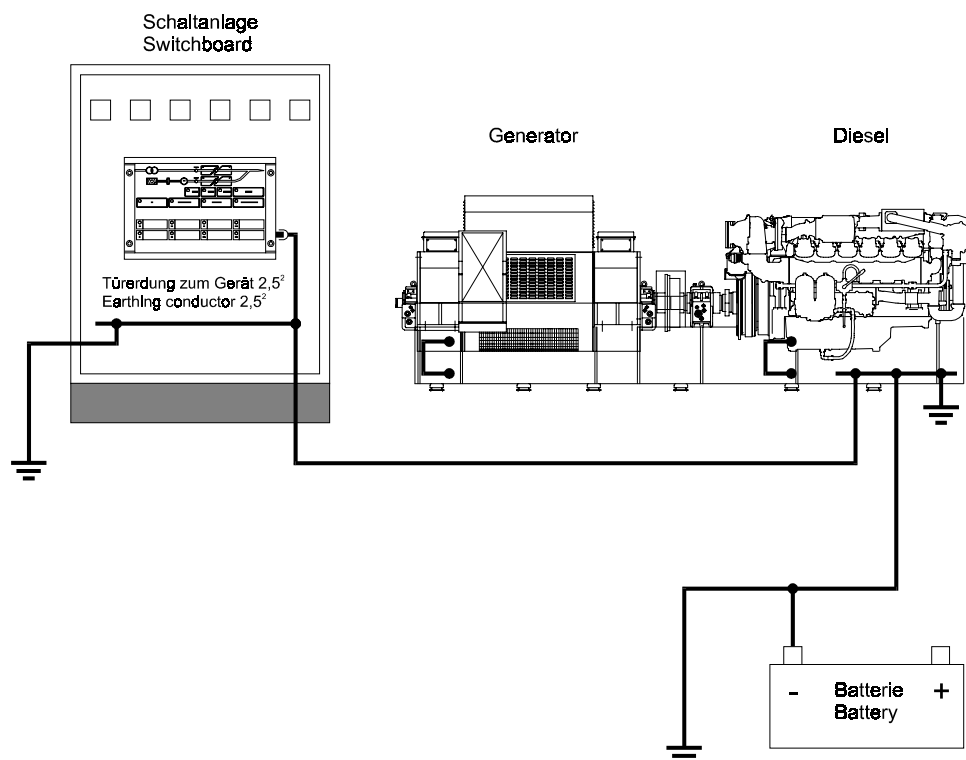 Schaltanlage
Switchboard
Generator
Diesel
Türerdung zum Gerät 2,5²
Earthing conductor 2,5²
- Batterie +
Battery